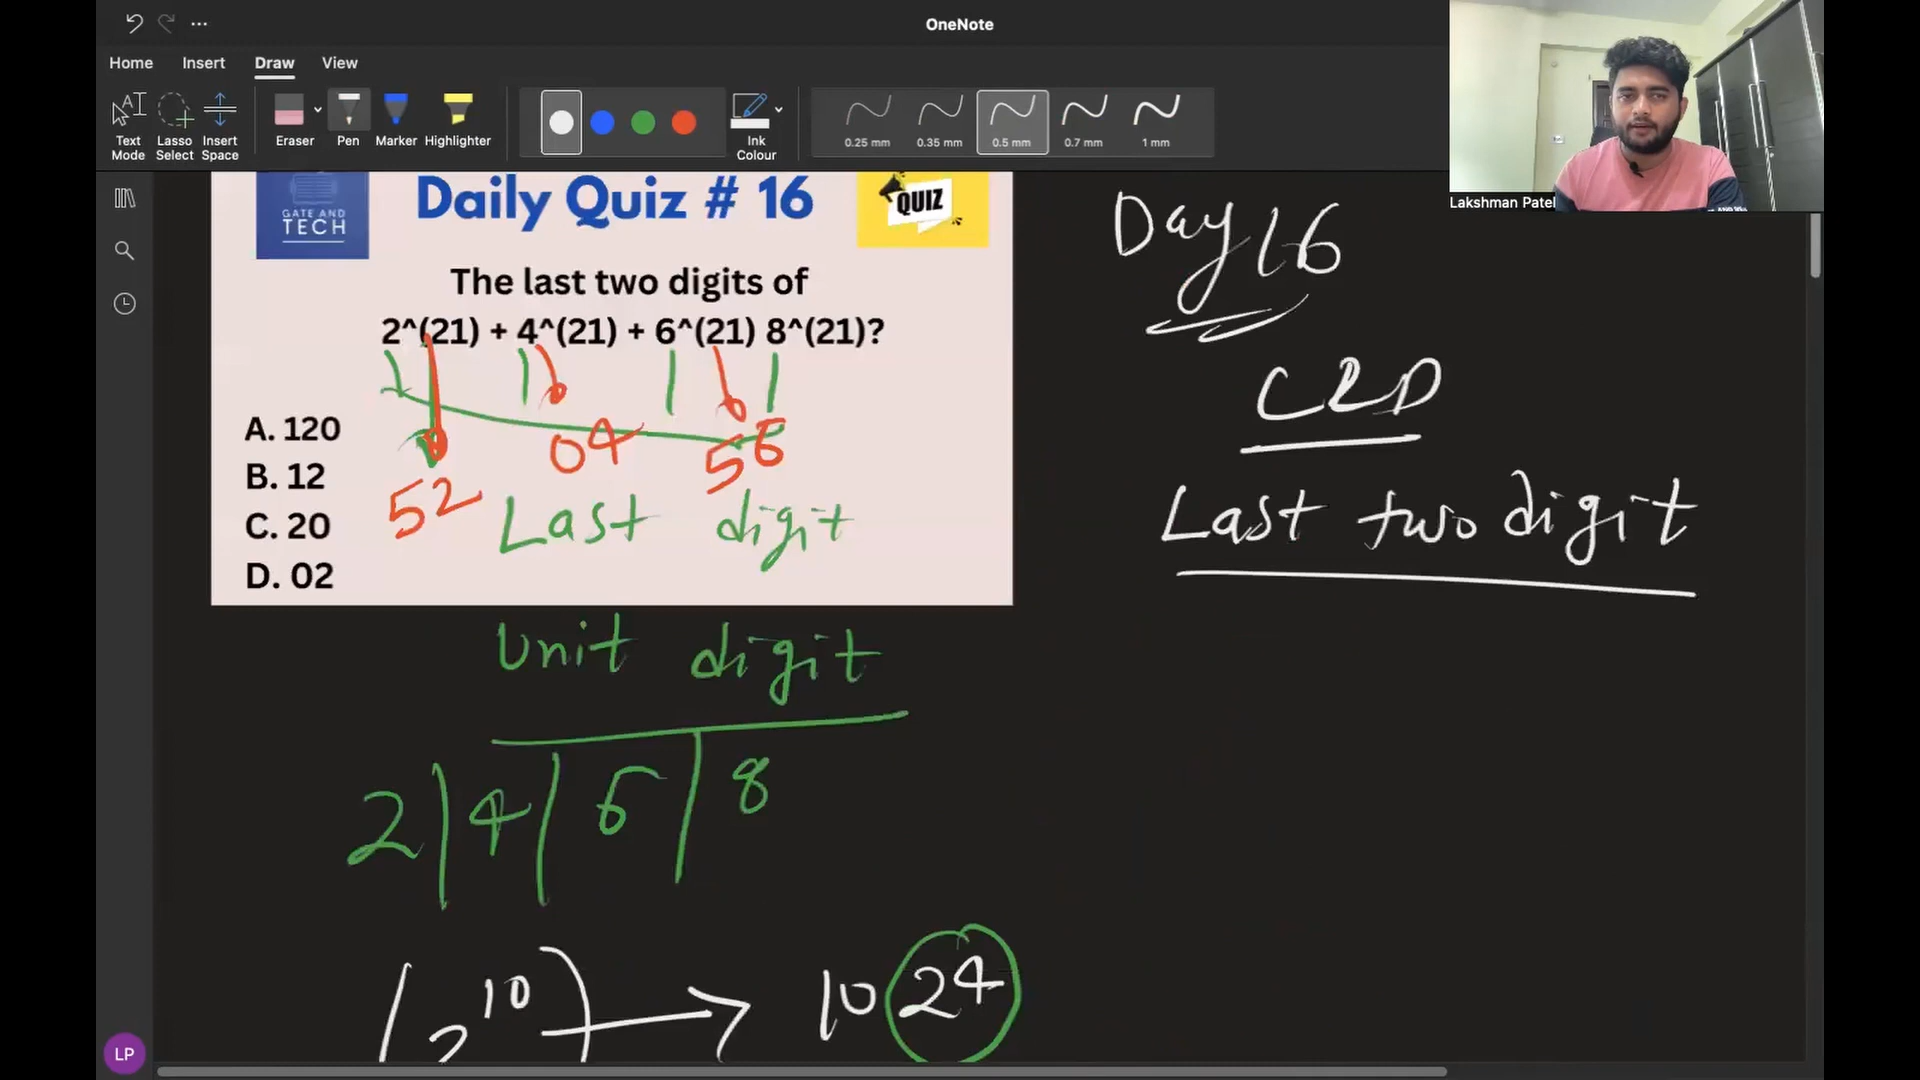 OneNote
Home Insert Draw View
Text Mode
Lasso Select
Insert Space
Eraser
Pen
Marker
Highlighter
Ink Colour
0.25 mm
0.35 mm
0.5 mm
0.7 mm
1 mm
Lakshman Patel
GATE AND
TECH
Daily Quiz # 16
QUIZ
The last two digits of
2^(21) + 4^(21) + 6^(21) 8^(21)?
A. 120
B. 12
C. 20
D. 02
52 04 56
Last digit
Unit digit
2 | 4 | 6 | 8
(2^10) → 1024
Day 16
Last two digit
LP